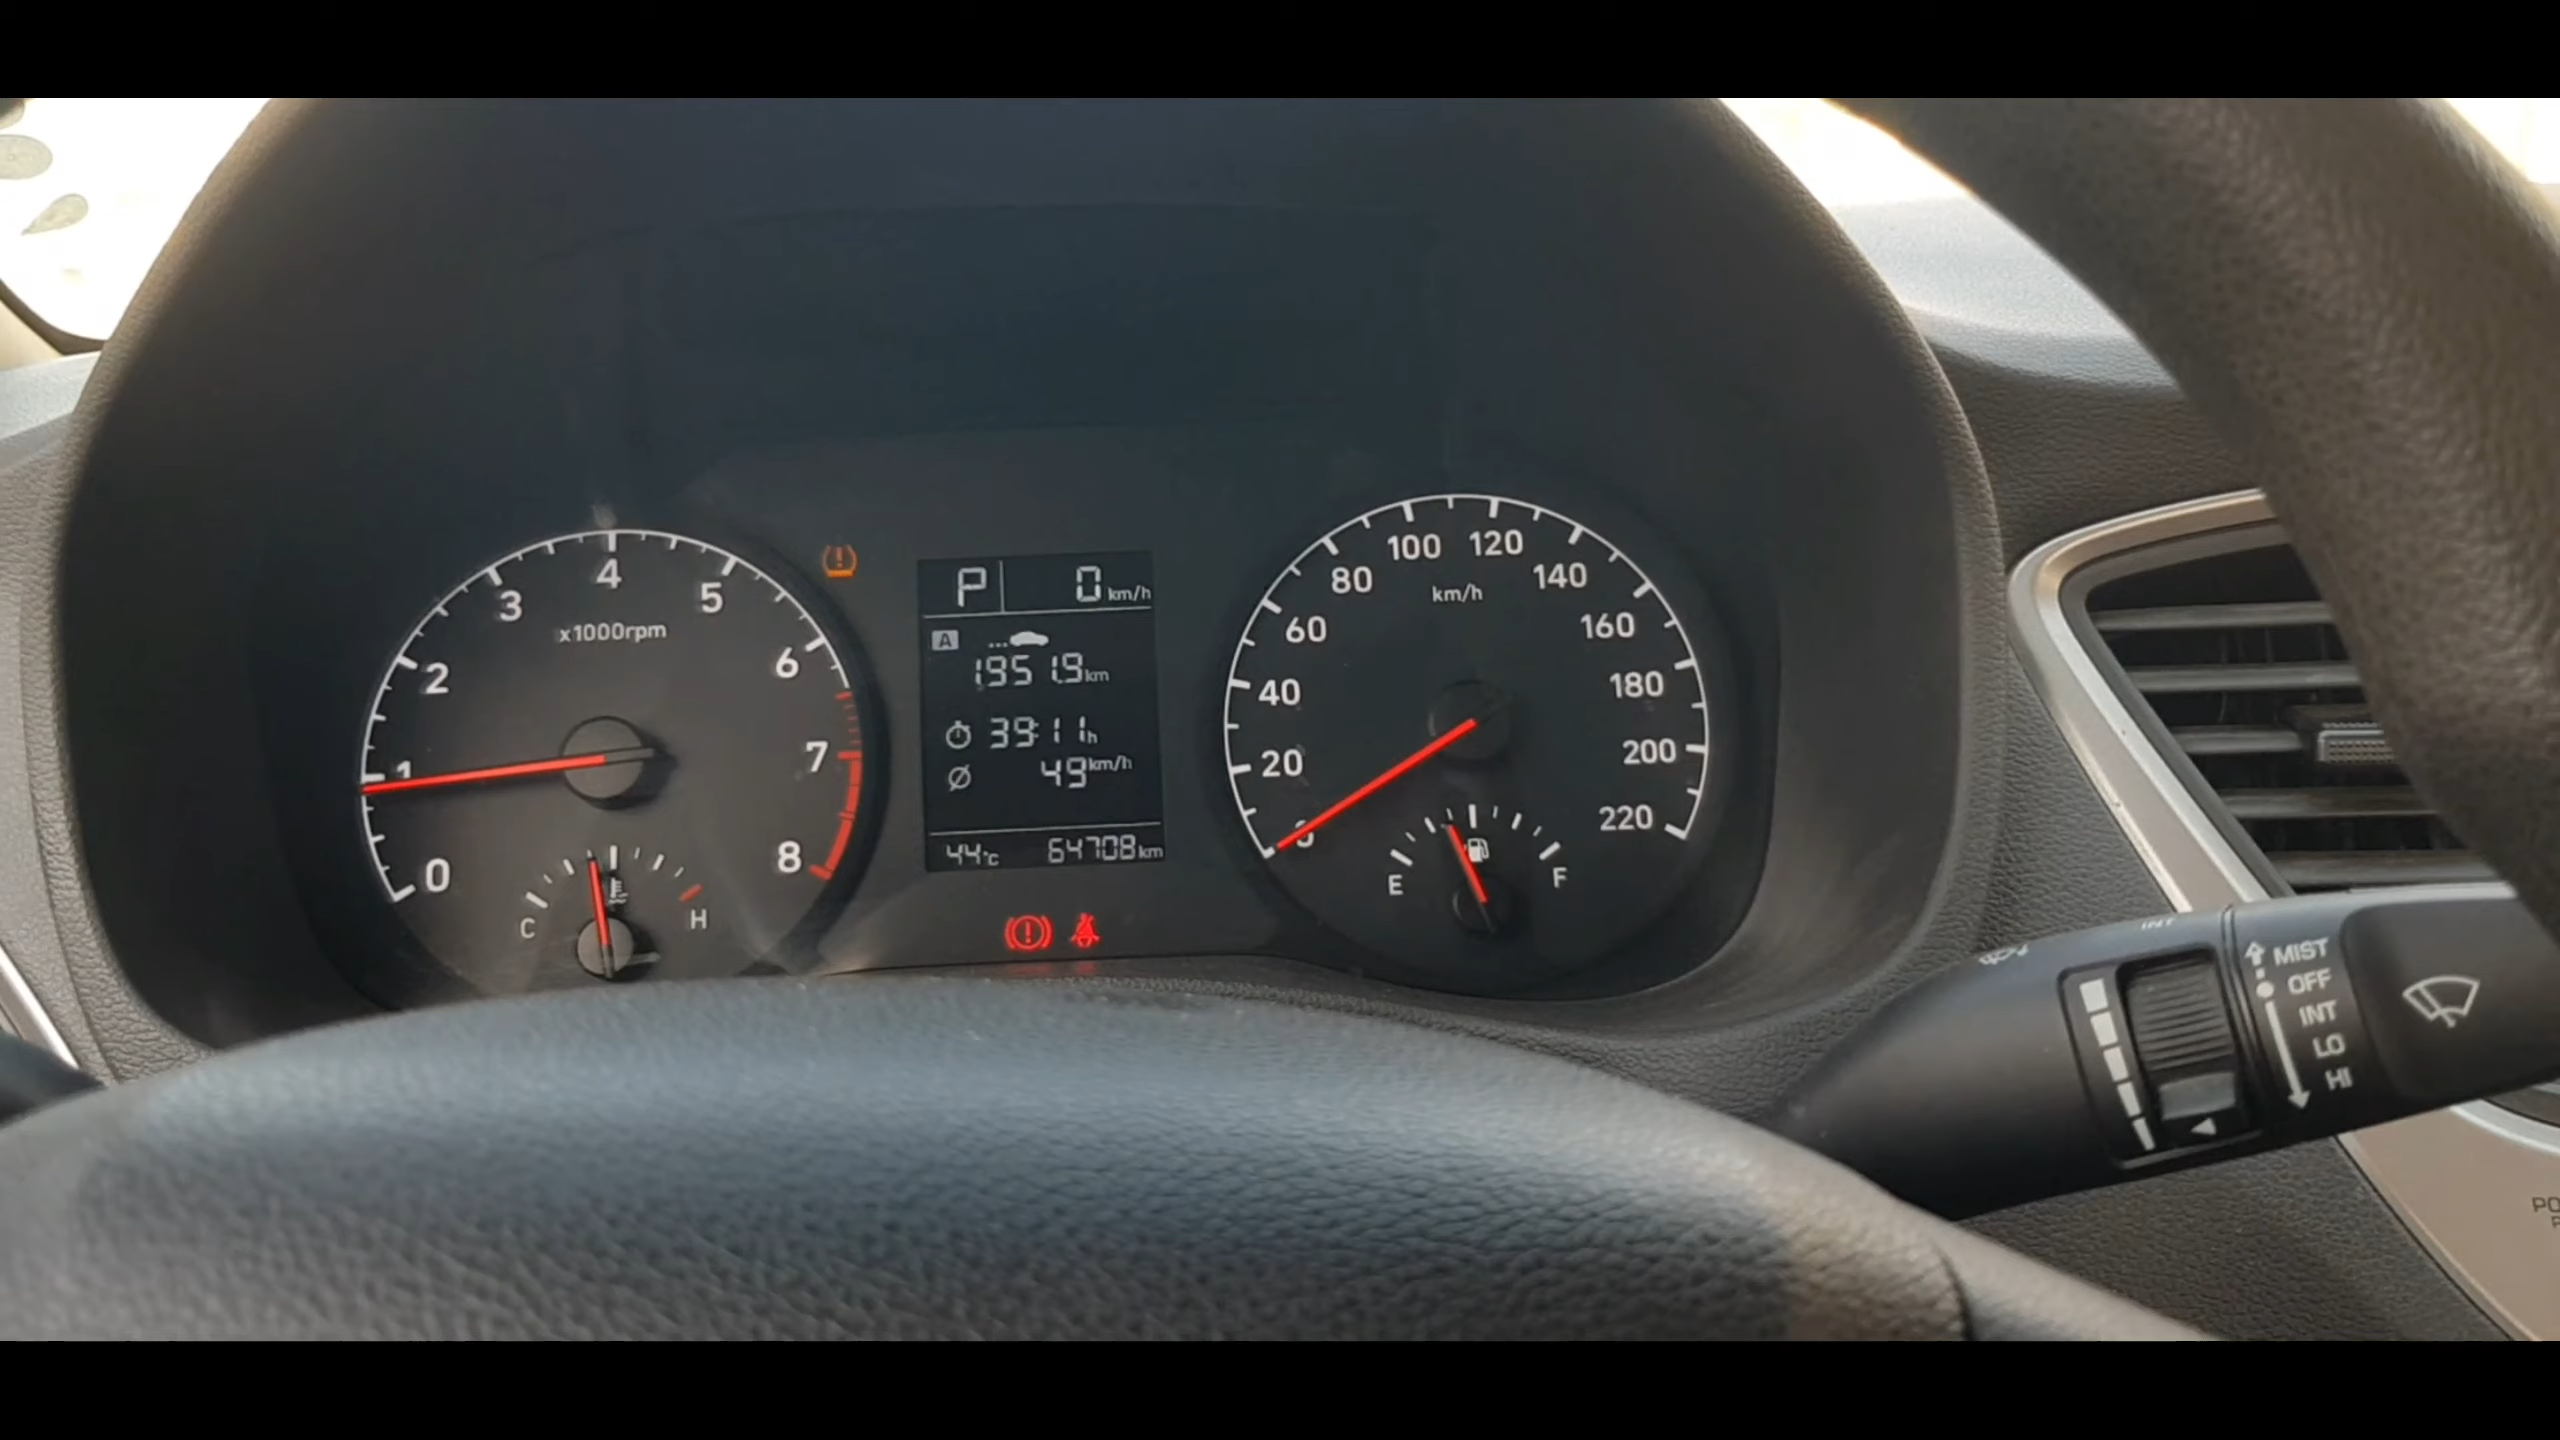 0
1
2
3
4
5
6
7
8
x1000rpm
C
H
P 0 km/h
A
1951.9 km
39:11 h
49 km/h
44°C 64708 km
0
20
40
60
80
100
120
140
160
180
200
220
km/h
E
F
INT
MIST
OFF
INT
LO
HI